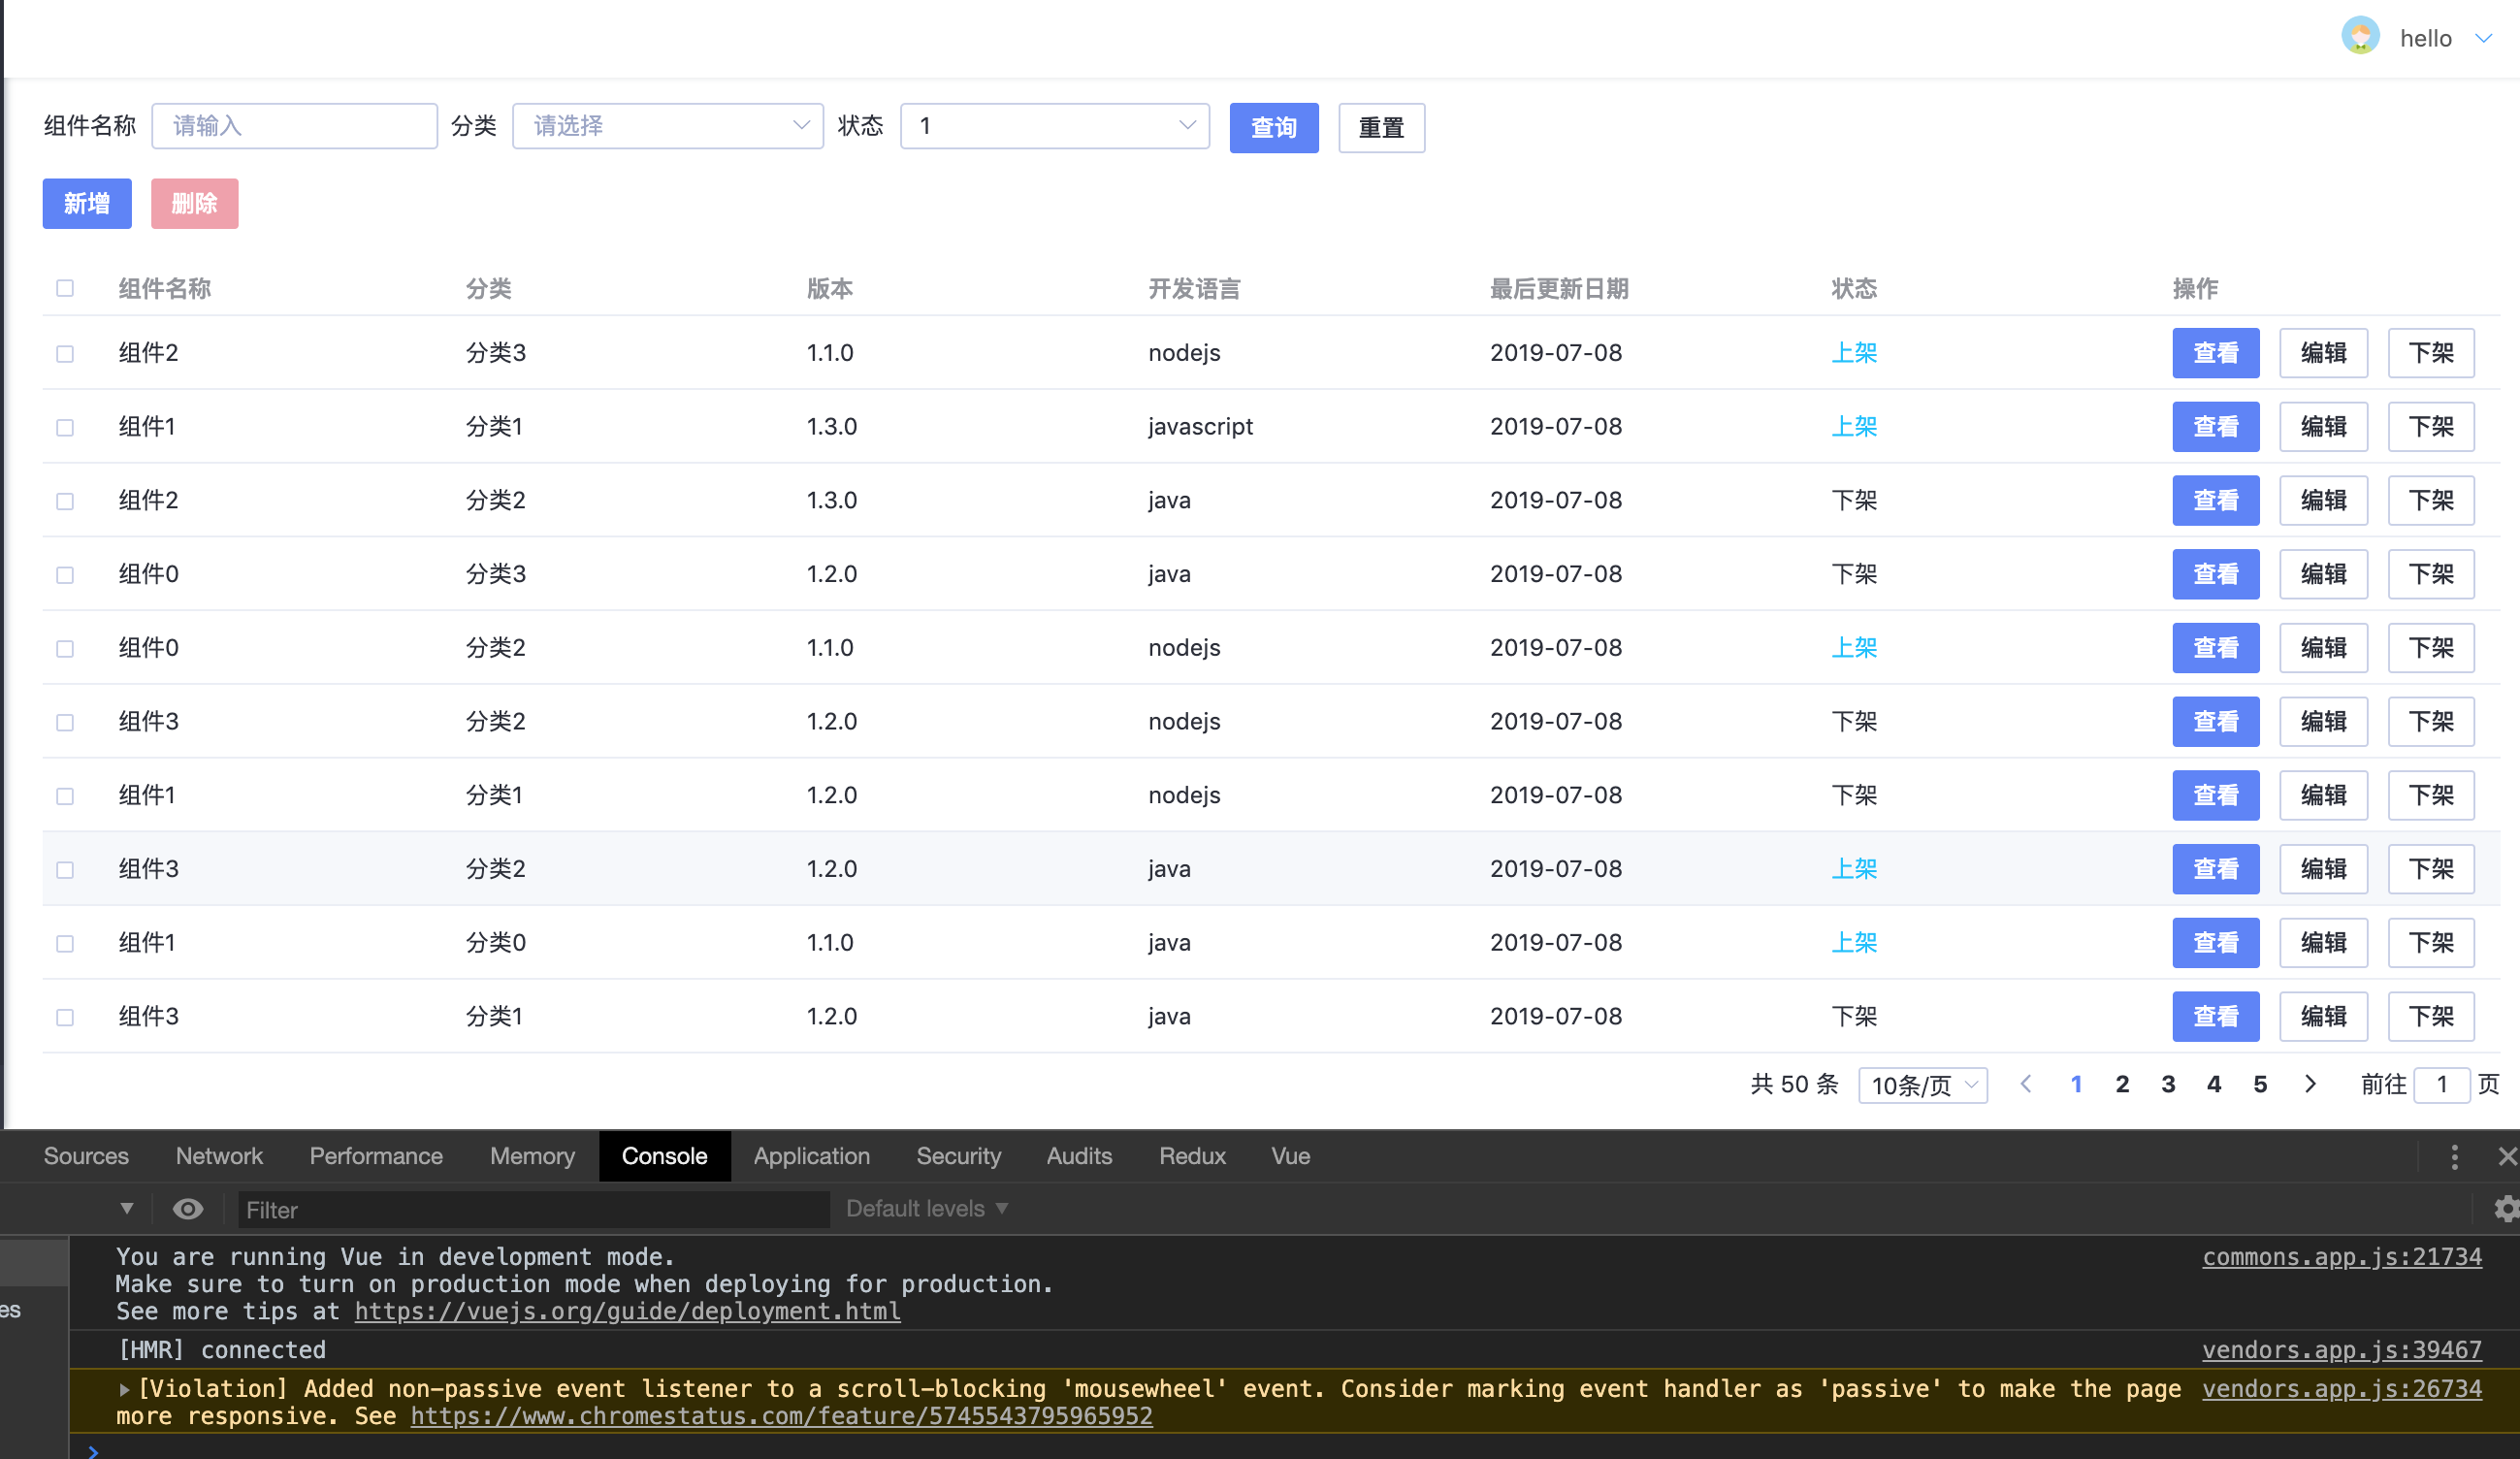 hello
组件名称 请输入 分类 请选择 状态 1 查询 重置
新增 删除
组件名称 分类 版本 开发语言 最后更新日期 状态 操作
组件2 分类3 1.1.0 nodejs 2019-07-08 上架 查看 编辑 下架
组件1 分类1 1.3.0 javascript 2019-07-08 上架 查看 编辑 下架
组件2 分类2 1.3.0 java 2019-07-08 下架 查看 编辑 下架
组件0 分类3 1.2.0 java 2019-07-08 下架 查看 编辑 下架
组件0 分类2 1.1.0 nodejs 2019-07-08 上架 查看 编辑 下架
组件3 分类2 1.2.0 nodejs 2019-07-08 下架 查看 编辑 下架
组件1 分类1 1.2.0 nodejs 2019-07-08 下架 查看 编辑 下架
组件3 分类2 1.2.0 java 2019-07-08 上架 查看 编辑 下架
组件1 分类0 1.1.0 java 2019-07-08 上架 查看 编辑 下架
组件3 分类1 1.2.0 java 2019-07-08 下架 查看 编辑 下架
共 50 条 10条/页 1 2 3 4 5 前往 1 页
Sources Network Performance Memory Console Application Security Audits Redux Vue
Filter Default levels
You are running Vue in development mode. commons.app.js:21734
Make sure to turn on production mode when deploying for production.
See more tips at https://vuejs.org/guide/deployment.html
es
[HMR] connected vendors.app.js:39467
[Violation] Added non-passive event listener to a scroll-blocking 'mousewheel' event. Consider marking event handler as 'passive' to make the page vendors.app.js:26734
more responsive. See https://www.chromestatus.com/feature/5745543795965952